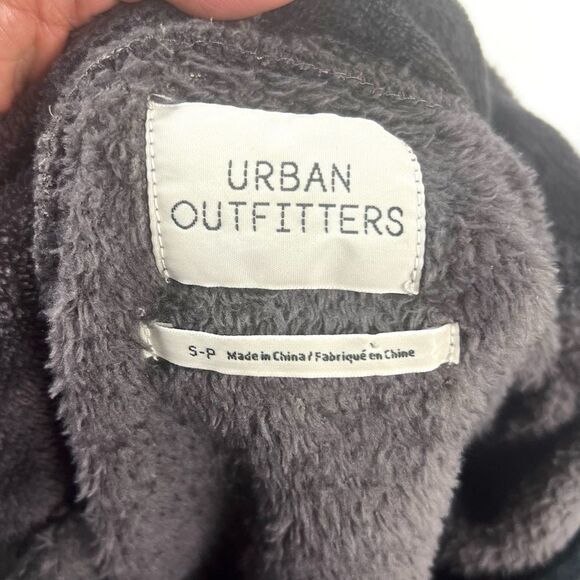 URBAN
OUTFITTERS
S-P Made in China / Fabriqué en Chine